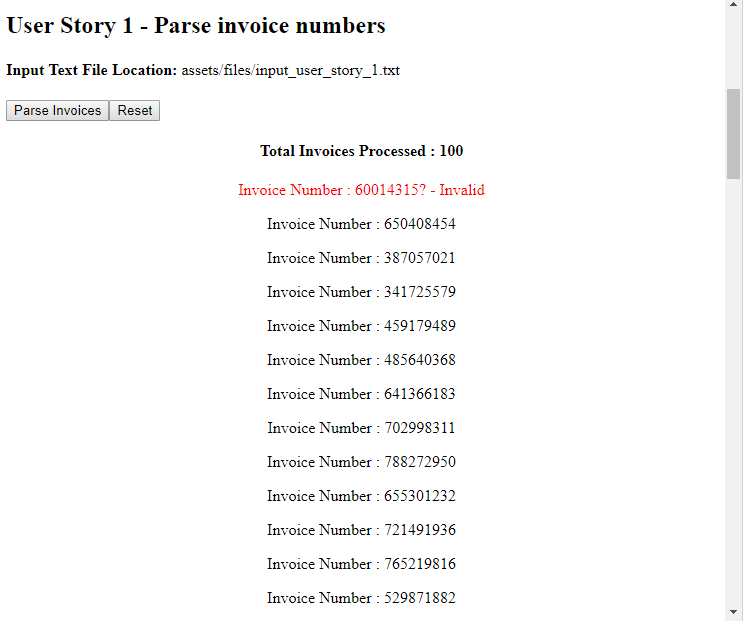 User Story 1 - Parse invoice numbers
Input Text File Location: assets/files/input_user_story_1.txt
Parse Invoices Reset
Total Invoices Processed : 100
Invoice Number : 60014315? - Invalid
Invoice Number : 650408454
Invoice Number : 387057021
Invoice Number : 341725579
Invoice Number : 459179489
Invoice Number : 485640368
Invoice Number : 641366183
Invoice Number : 702998311
Invoice Number : 788272950
Invoice Number : 655301232
Invoice Number : 721491936
Invoice Number : 765219816
Invoice Number : 529871882